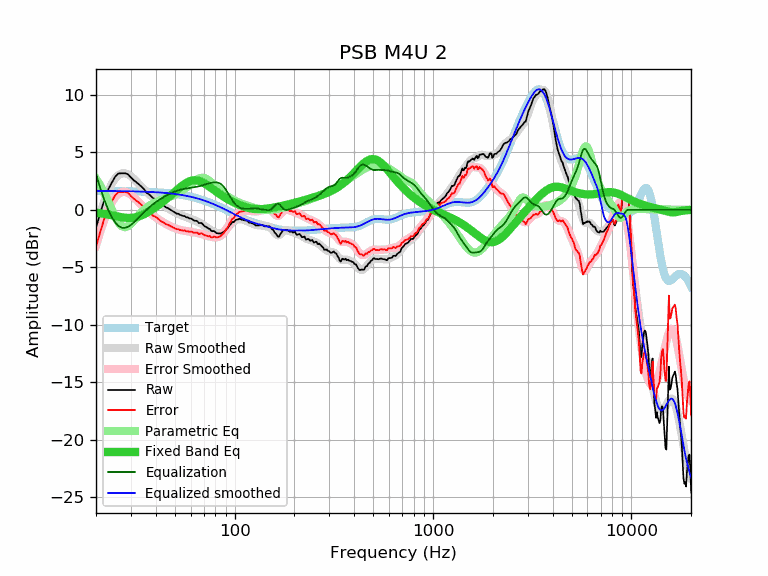 PSB M4U 2
Amplitude (dBr)
10
5
0
−5
−10
−15
−20
−25
Target
Raw Smoothed
Error Smoothed
Raw
Error
Parametric Eq
Fixed Band Eq
Equalization
Equalized smoothed
100
1000
10000
Frequency (Hz)